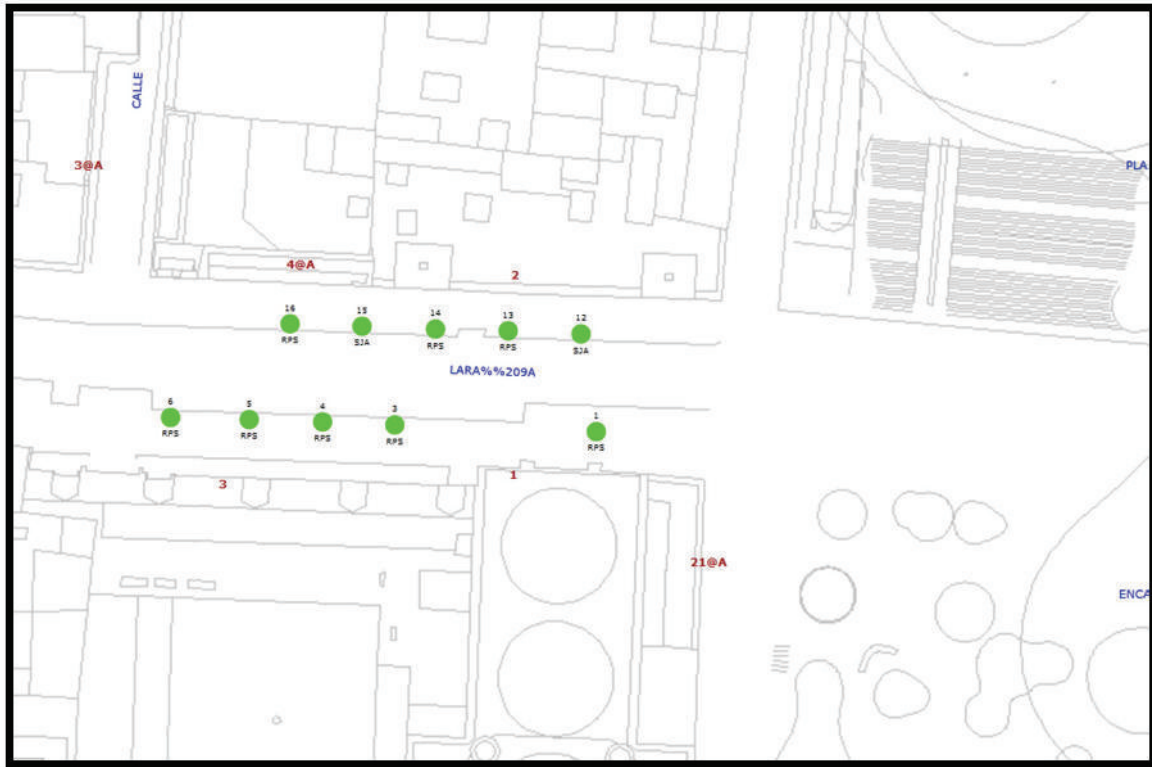 CALLE
3@A
PLA
4@A
2
16
RPS
15
SJA
14
RPS
13
RPS
12
SJA
LARA%%209A
6
RPS
5
RPS
4
RPS
3
RPS
1
RPS
3
1
21@A
ENCA